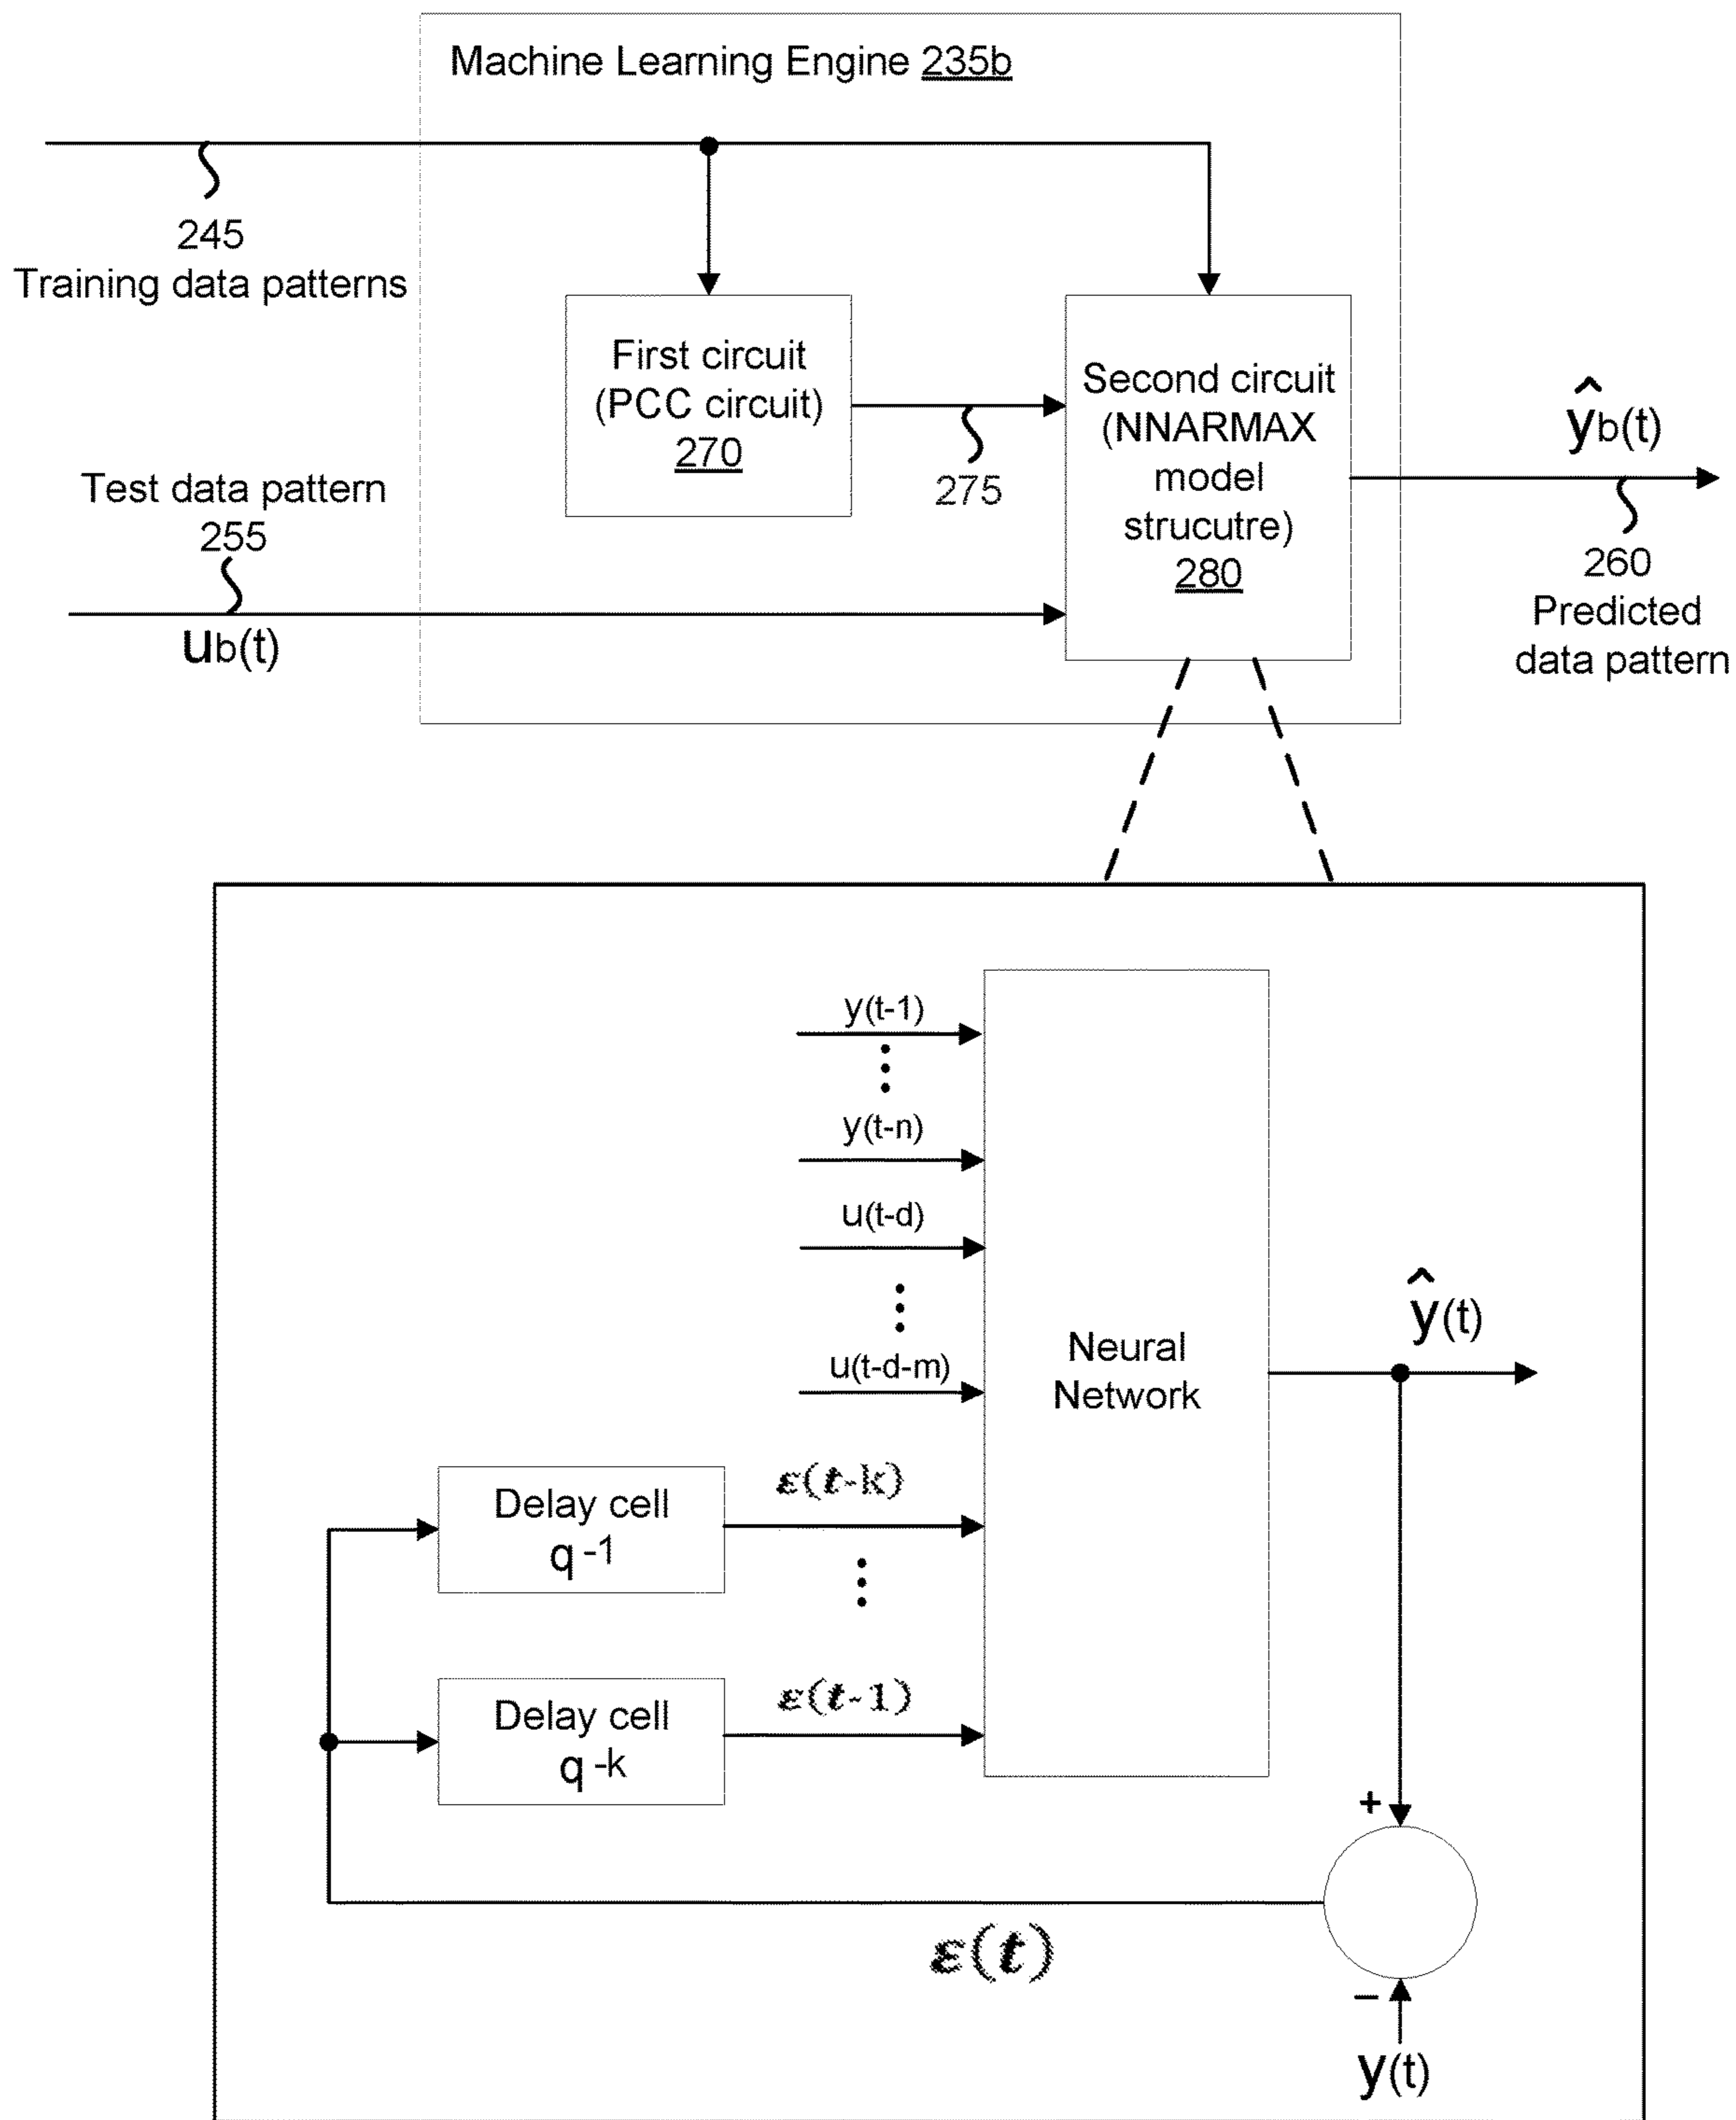 Machine Learning Engine 235b
245
Training data patterns
First circuit
(PCC circuit)
270
275
Second circuit
(NNARMAX
model
strucutre)
280
ŷb(t)
260
Predicted
data pattern
Test data pattern
255
ub(t)
y(t-1)
y(t-n)
u(t-d)
u(t-d-m)
Neural
Network
ŷ(t)
Delay cell
q -1
ε(t-k)
Delay cell
q -k
ε(t-1)
+
ε(t)
−
y(t)